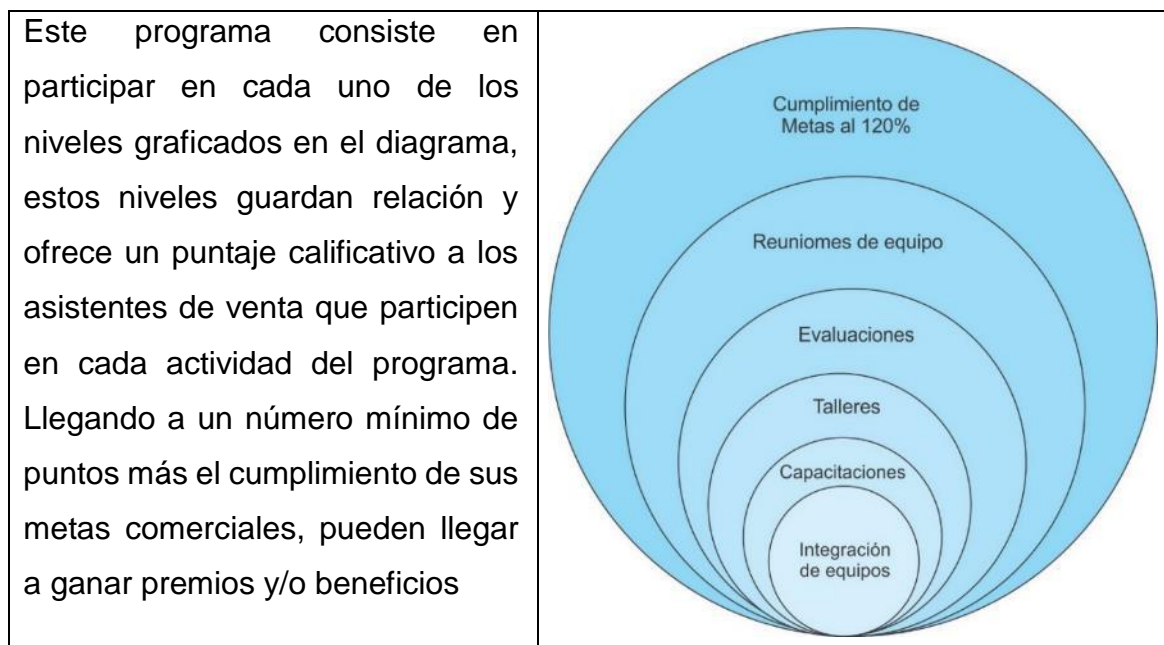 Este programa consiste en
participar en cada uno de los
niveles graficados en el diagrama,
estos niveles guardan relación y
ofrece un puntaje calificativo a los
asistentes de venta que participen
en cada actividad del programa.
Llegando a un número mínimo de
puntos más el cumplimiento de sus
metas comerciales, pueden llegar
a ganar premios y/o beneficios
Cumplimiento de
Metas al 120%
Reuniomes de equipo
Evaluaciones
Talleres
Capacitaciones
Integración
de equipos